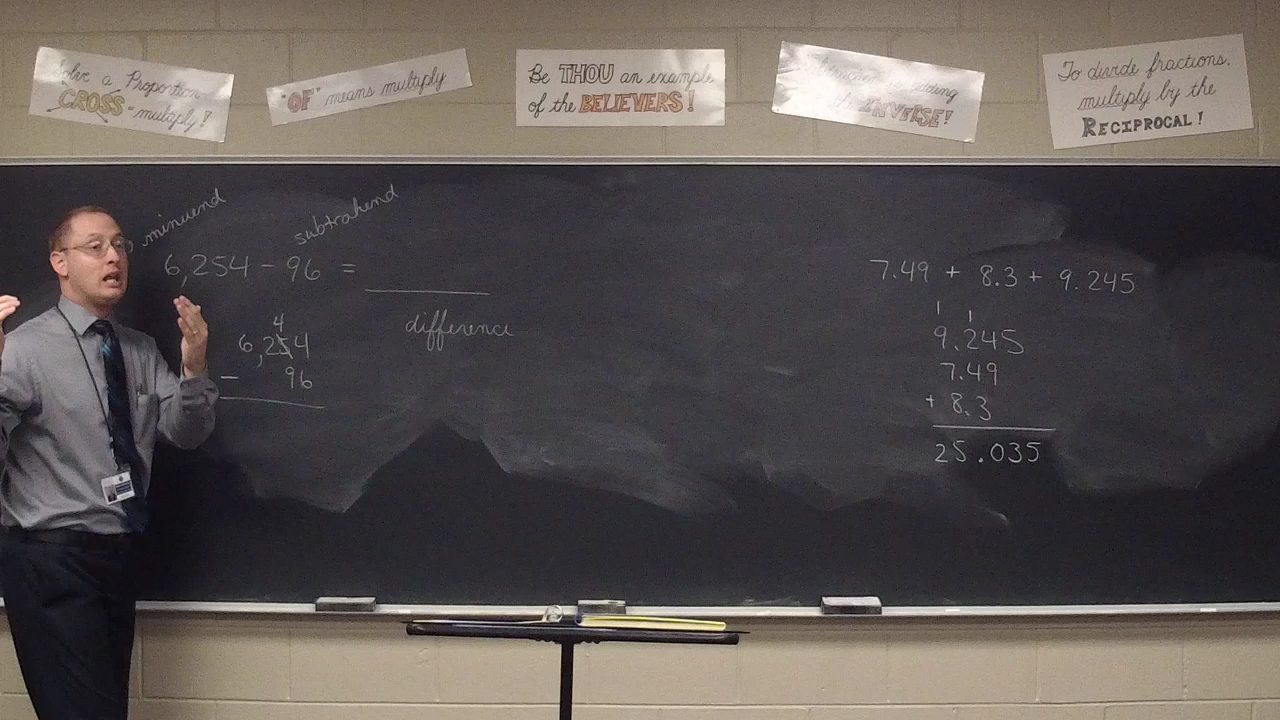 Solve a Proportion
"CROSS"-multiply!
"OF" means multiply
Be THOU an example
of the BELIEVERS!
the INVERSE!
To divide fractions,
multiply by the
RECIPROCAL!
minuend
subtrahend
6,254 - 96 =
difference
4
6,254
- 96
7.49 + 8.3 + 9.245
1 1
9.245
7.49
+ 8.3
25.035